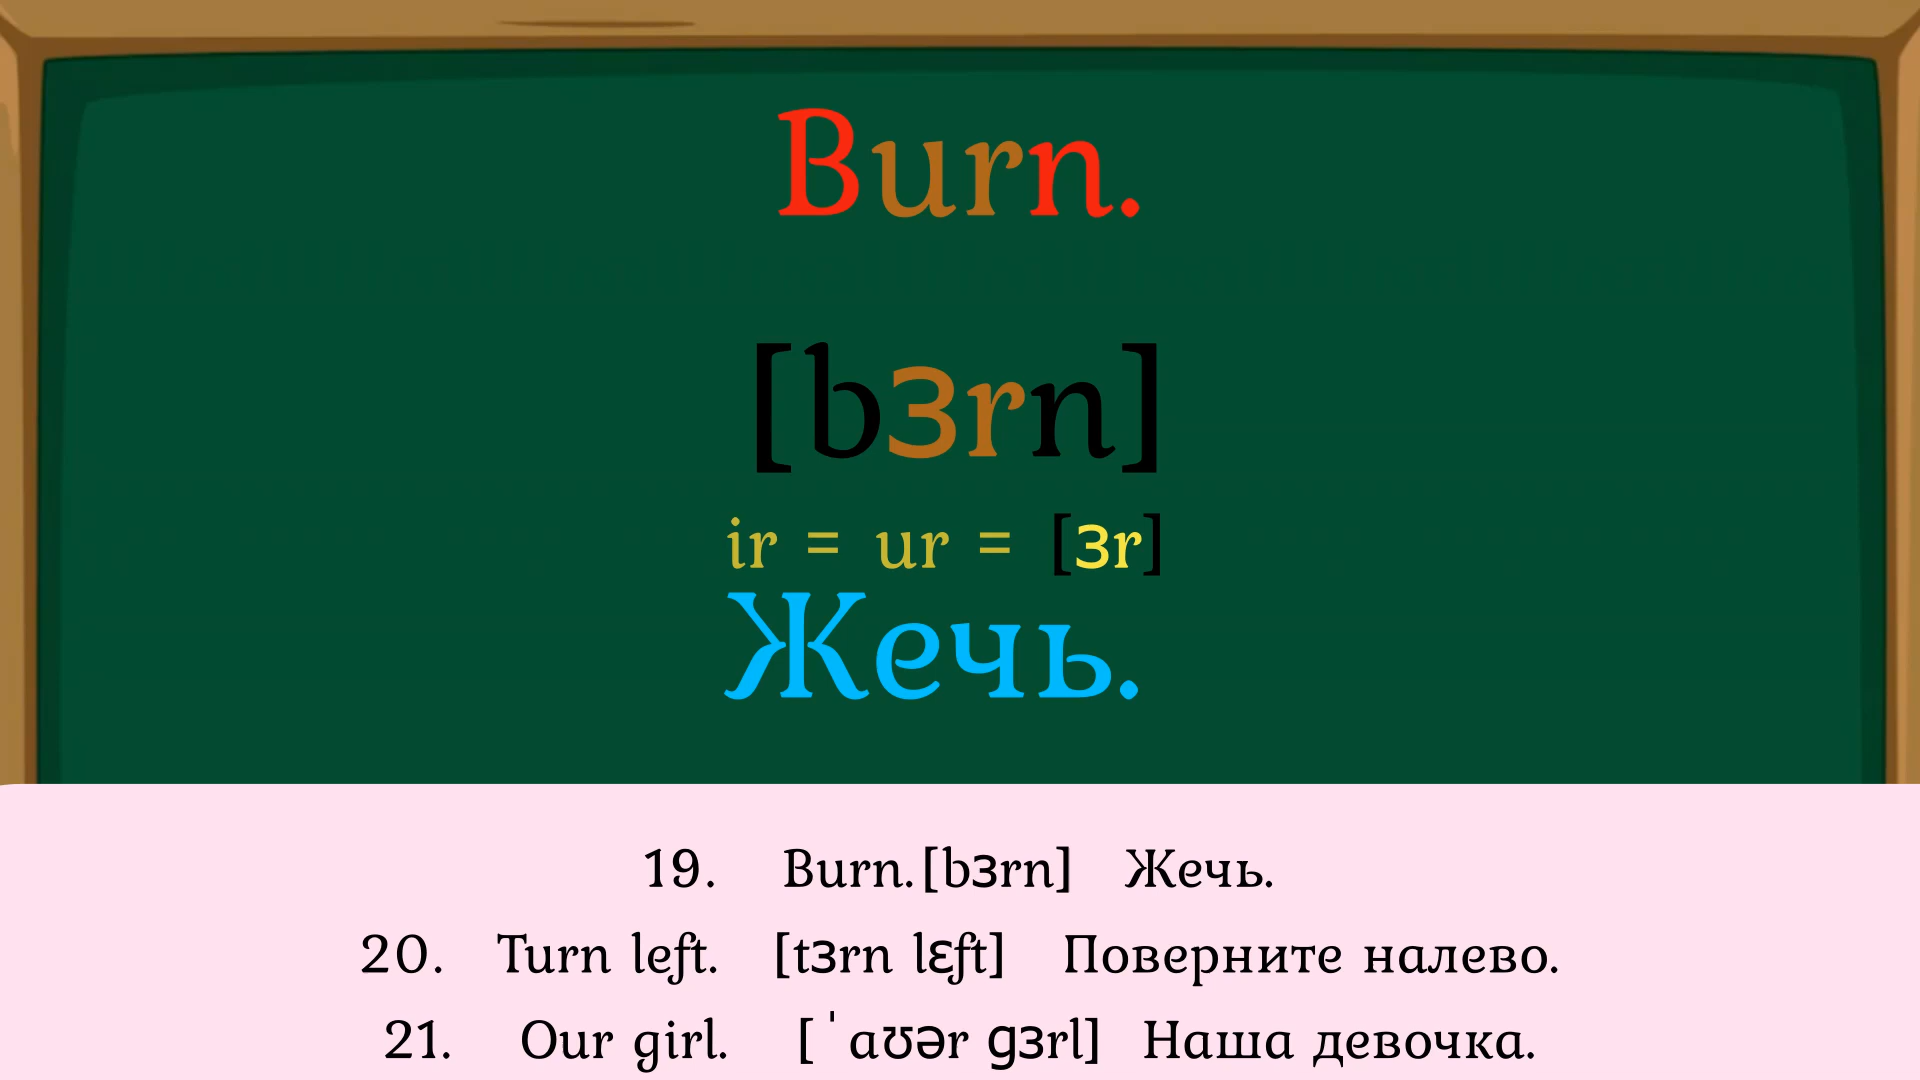 Burn.
[bɜrn]
ir = ur = [ɜr]
Жечь.
19. Burn.[bɜrn] Жечь.
20. Turn left. [tɜrn lɛft] Поверните налево.
21. Our girl. [ˈaʊər gɜrl] Наша девочка.